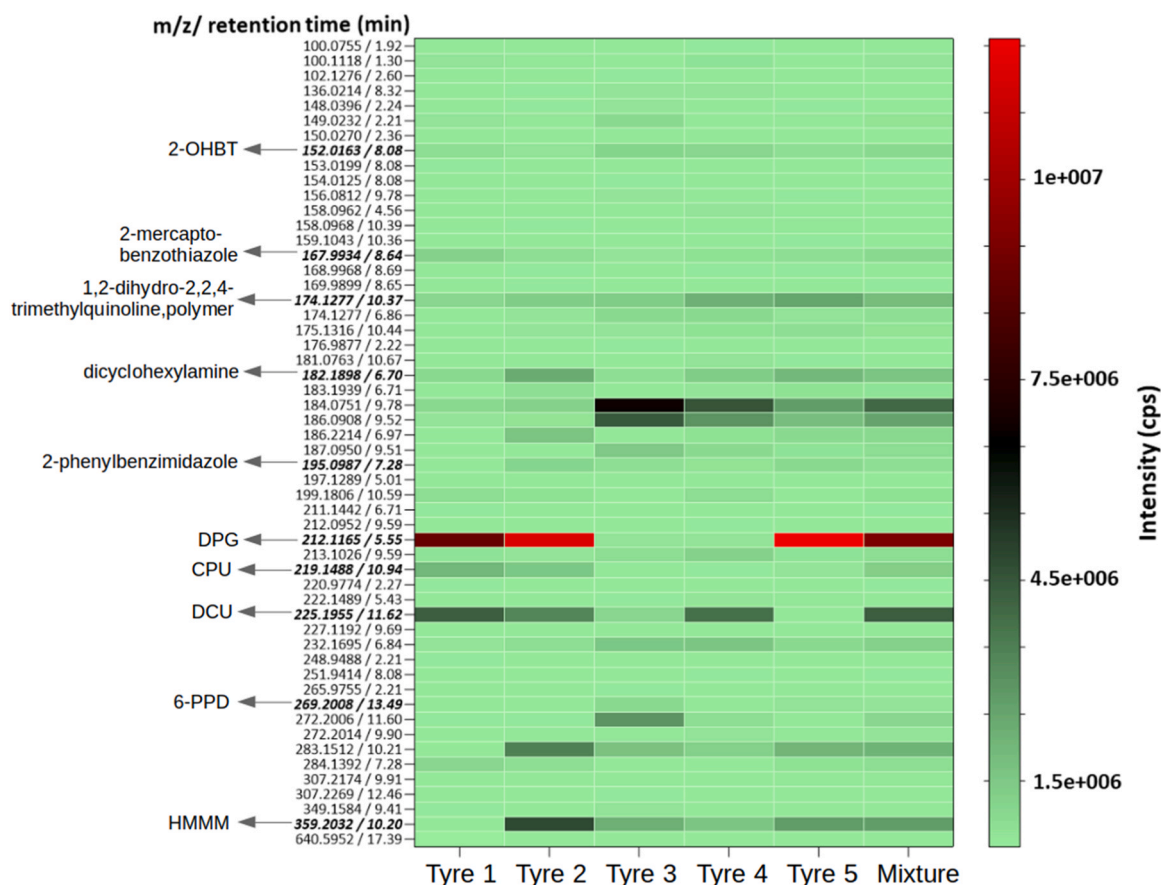 m/z/ retention time (min)
100.0755 / 1.92
100.1118 / 1.30
102.1276 / 2.60
136.0214 / 8.32
148.0396 / 2.24
149.0232 / 2.21
150.0270 / 2.36
2-OHBT
152.0163 / 8.08
153.0199 / 8.08
154.0125 / 8.08
156.0812 / 9.78
158.0962 / 4.56
158.0968 / 10.39
159.1043 / 10.36
2-mercapto-
benzothiazole
167.9934 / 8.64
168.9968 / 8.69
169.9899 / 8.65
1,2-dihydro-2,2,4-
trimethylquinoline,polymer
174.1277 / 10.37
174.1277 / 6.86
175.1316 / 10.44
176.9877 / 2.22
181.0763 / 10.67
dicyclohexylamine
182.1898 / 6.70
183.1939 / 6.71
184.0751 / 9.78
186.0908 / 9.52
186.2214 / 6.97
187.0950 / 9.51
2-phenylbenzimidazole
195.0987 / 7.28
197.1289 / 5.01
199.1806 / 10.59
211.1442 / 6.71
212.0952 / 9.59
DPG
212.1165 / 5.55
213.1026 / 9.59
CPU
219.1488 / 10.94
220.9774 / 2.27
222.1489 / 5.43
DCU
225.1955 / 11.62
227.1192 / 9.69
232.1695 / 6.84
248.9488 / 2.21
251.9414 / 8.08
265.9755 / 2.21
6-PPD
269.2008 / 13.49
272.2006 / 11.60
272.2014 / 9.90
283.1512 / 10.21
284.1392 / 7.28
307.2174 / 9.91
307.2269 / 12.46
349.1584 / 9.41
HMMM
359.2032 / 10.20
640.5952 / 17.39
Tyre 1
Tyre 2
Tyre 3
Tyre 4
Tyre 5
Mixture
1e+007
7.5e+006
4.5e+006
1.5e+006
Intensity (cps)